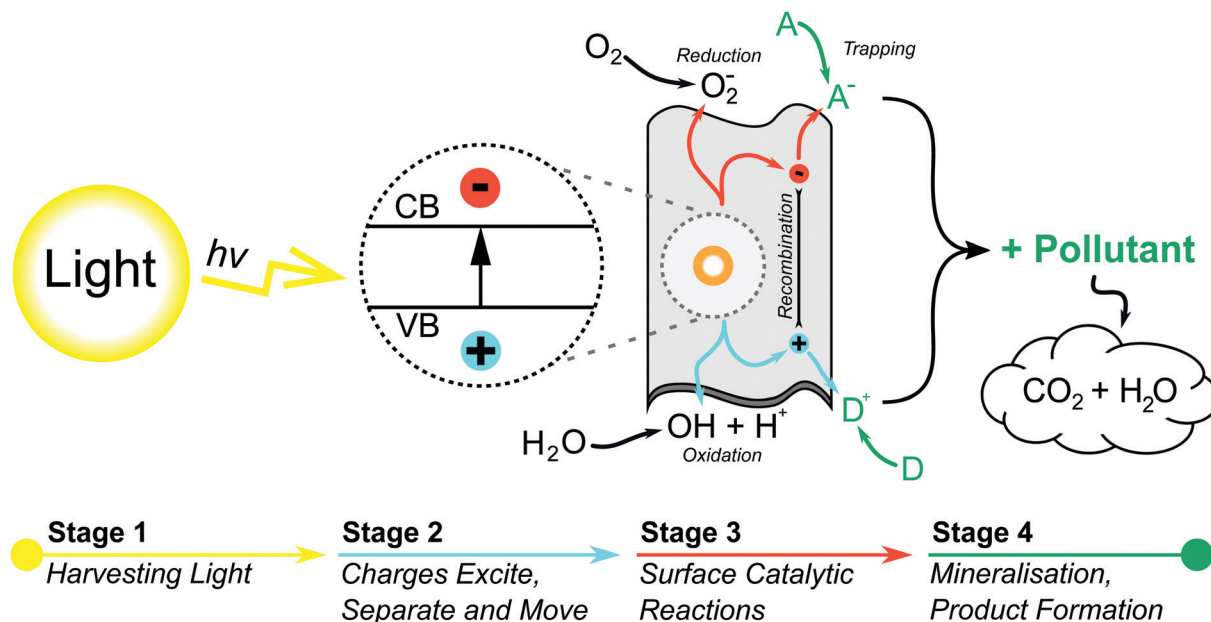 Light
hv
CB
VB
-
+
O₂
Reduction
O₂⁻
A
Trapping
A⁻
-
Recombination
+
H₂O
OH + H⁺
Oxidation
D⁺
D
+ Pollutant
CO₂ + H₂O
Stage 1
Harvesting Light
Stage 2
Charges Excite,
Separate and Move
Stage 3
Surface Catalytic
Reactions
Stage 4
Mineralisation,
Product Formation